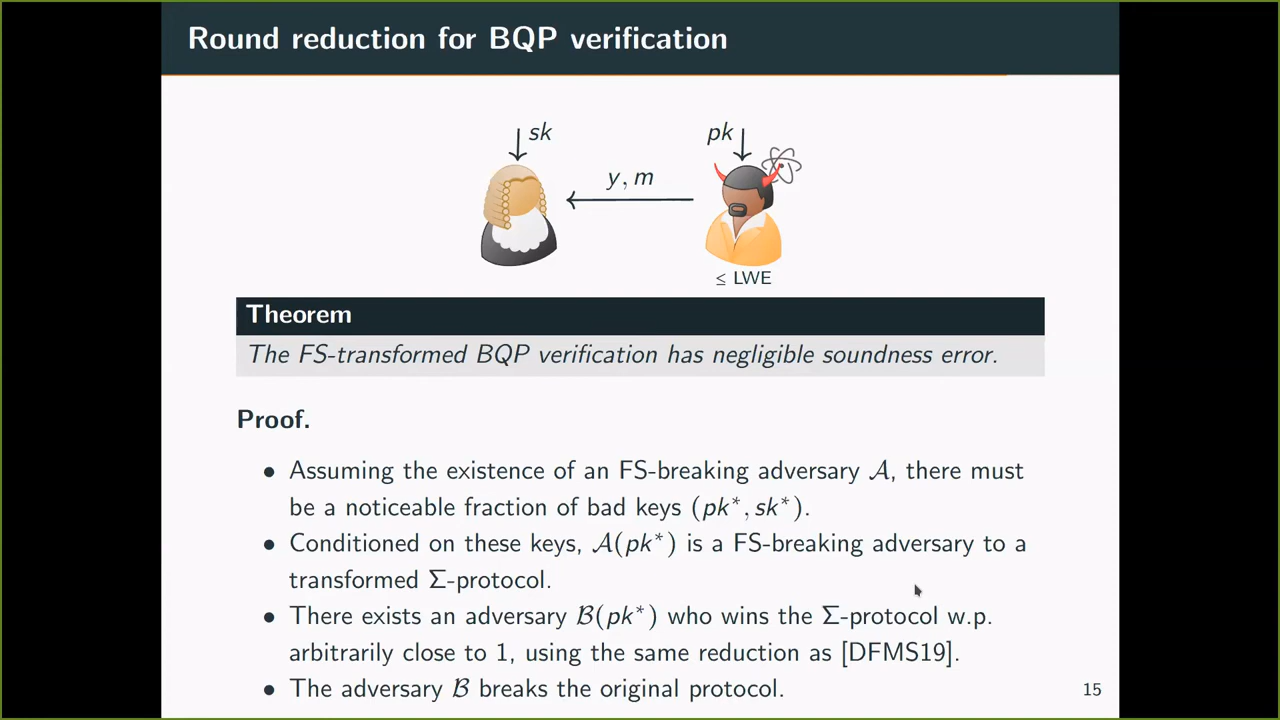 Round reduction for BQP verification
sk
pk
y, m
≤ LWE
Theorem
The FS-transformed BQP verification has negligible soundness error.
Proof.
• Assuming the existence of an FS-breaking adversary 𝒜, there must
be a noticeable fraction of bad keys (pk*, sk*).
• Conditioned on these keys, 𝒜(pk*) is a FS-breaking adversary to a
transformed Σ-protocol.
• There exists an adversary ℬ(pk*) who wins the Σ-protocol w.p.
arbitrarily close to 1, using the same reduction as [DFMS19].
• The adversary ℬ breaks the original protocol.
15